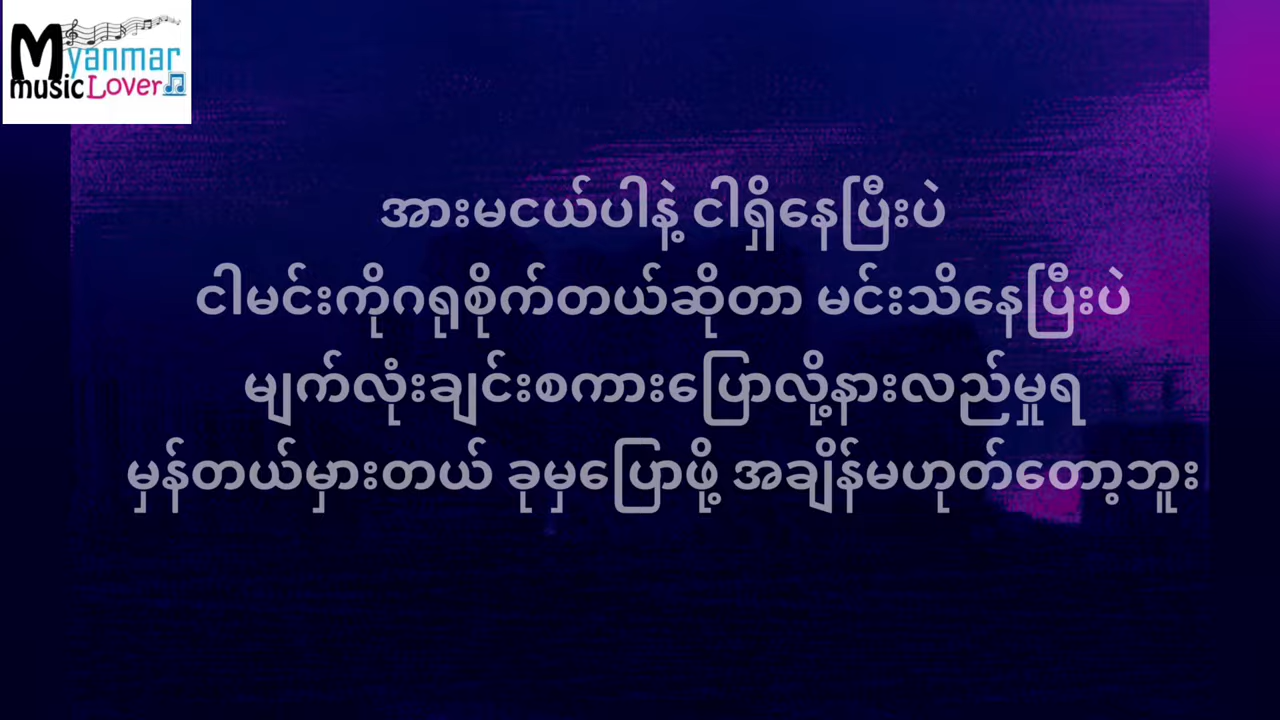 Myanmar
music Lover
အားမငယ်ပါနဲ့ ငါရှိနေပြီးပဲ
ငါမင်းကိုဂရုစိုက်တယ်ဆိုတာ မင်းသိနေပြီးပဲ
မျက်လုံးချင်းစကားပြောလို့နားလည်မှုရ
မှန်တယ်မှားတယ် ခုမှပြောဖို့ အချိန်မဟုတ်တော့ဘူး